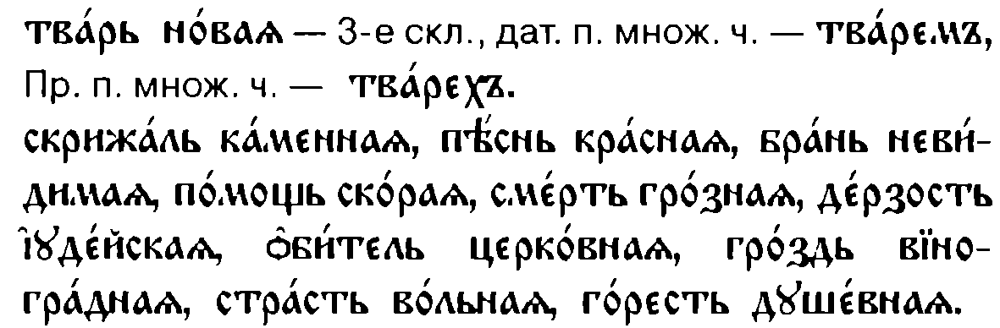 тва́рь но́ваѧ — 3-е скл., дат. п. множ. ч. — тва́ремъ,
Пр. п. множ. ч. — тва́рехъ.
скрижа́ль ка́меннаѧ, пѣ́снь кра́снаѧ, бра́нь неви́-
димаѧ, по́мощь ско́раѧ, сме́рть гро́знаѧ, де́рзость
і҆ꙋде́йскаѧ, ѻ҆би́тель церко́внаѧ, гро́здь вїно-
гра́днаѧ, стра́сть во́льнаѧ, го́ресть дꙋше́внаѧ.